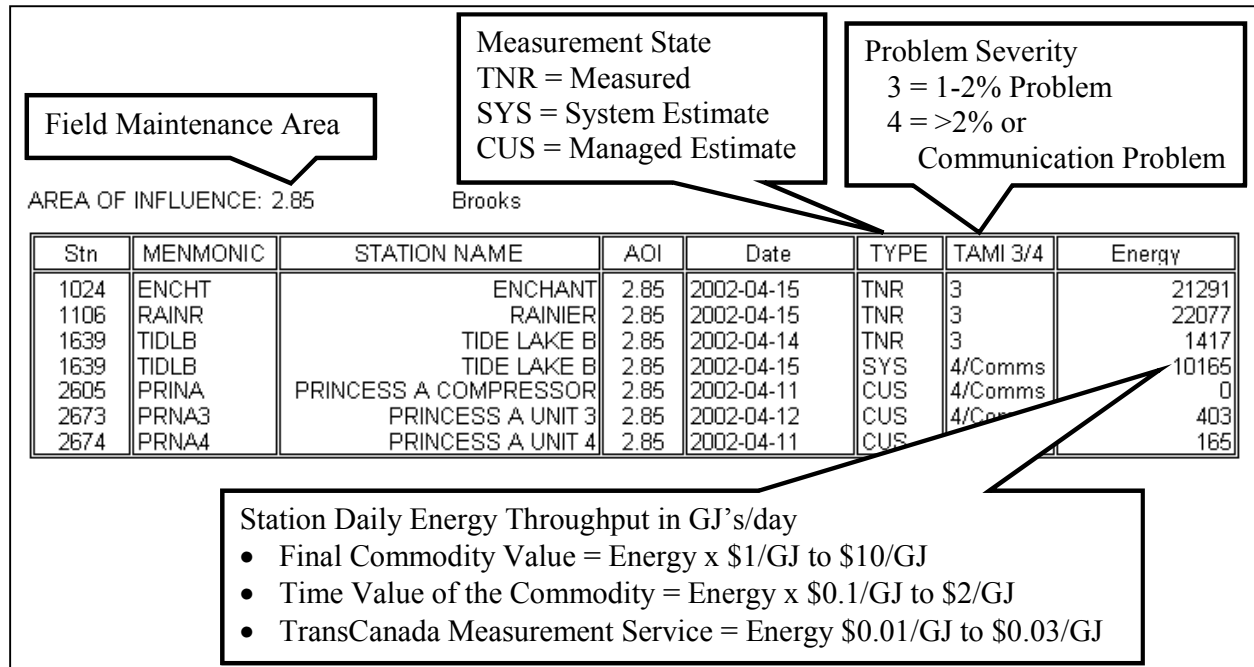 Measurement State
TNR = Measured
SYS = System Estimate
CUS = Managed Estimate
Problem Severity
3 = 1-2% Problem
4 = >2% or
Communication Problem
Field Maintenance Area
AREA OF INFLUENCE: 2.85 Brooks
Stn MENMONIC STATION NAME AOI Date TYPE TAMI 3/4 Energy
1024 ENCHT ENCHANT 2.85 2002-04-15 TNR 3 21291
1106 RAINR RAINIER 2.85 2002-04-15 TNR 3 22077
1639 TIDLB TIDE LAKE B 2.85 2002-04-14 TNR 3 1417
1639 TIDLB TIDE LAKE B 2.85 2002-04-15 SYS 4/Comms 10165
2605 PRINA PRINCESS A COMPRESSOR 2.85 2002-04-11 CUS 4/Comms 0
2673 PRNA3 PRINCESS A UNIT 3 2.85 2002-04-12 CUS 403
2674 PRNA4 PRINCESS A UNIT 4 2.85 2002-04-11 CUS 165
Station Daily Energy Throughput in GJ's/day
• Final Commodity Value = Energy x $1/GJ to $10/GJ
• Time Value of the Commodity = Energy x $0.1/GJ to $2/GJ
• TransCanada Measurement Service = Energy $0.01/GJ to $0.03/GJ